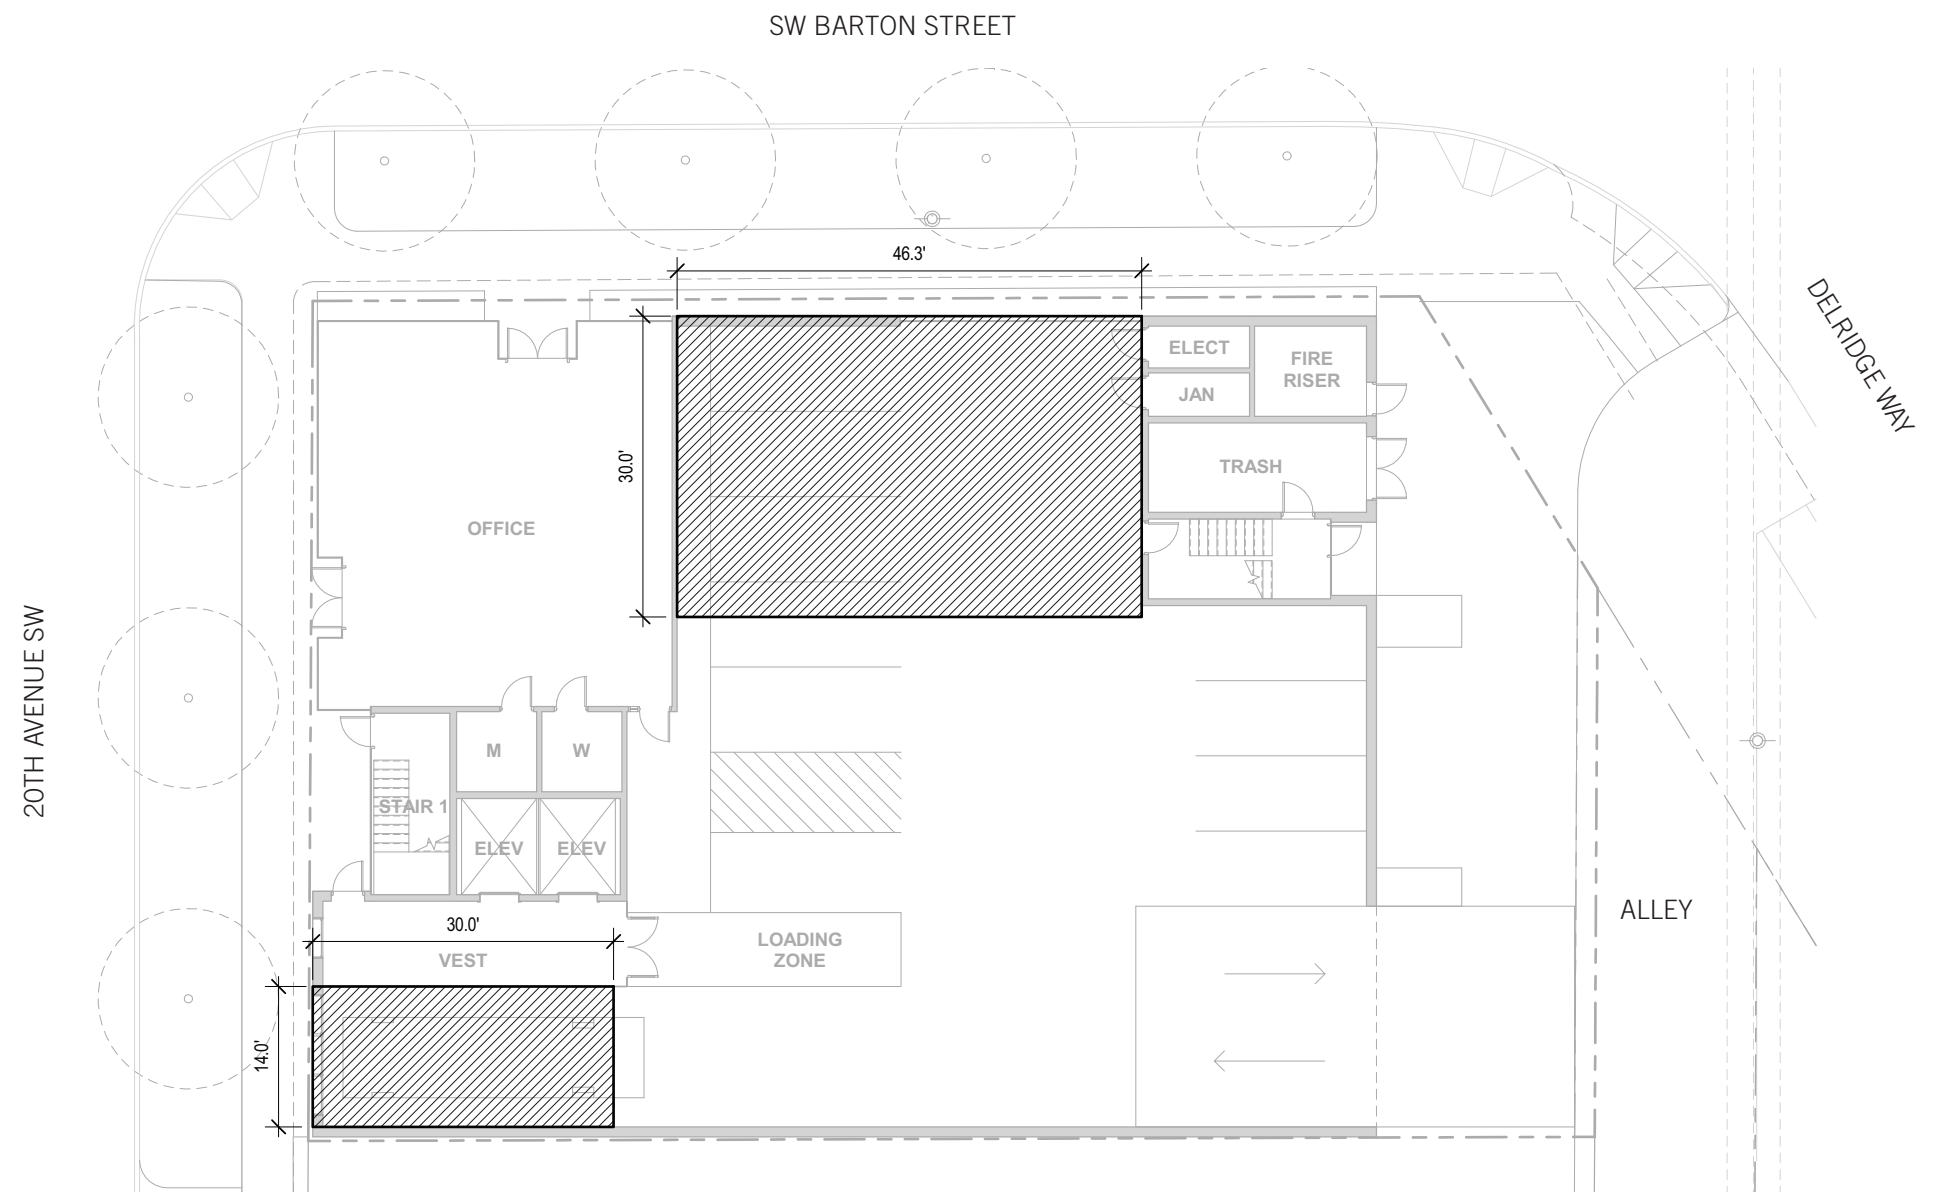 SW BARTON STREET
46.3'
DELRIDGE WAY
ELECT
FIRE
RISER
JAN
30.0'
TRASH
OFFICE
20TH AVENUE SW
M
W
STAIR 1
ELEV
ELEV
ALLEY
30.0'
LOADING
ZONE
VEST
14.0'